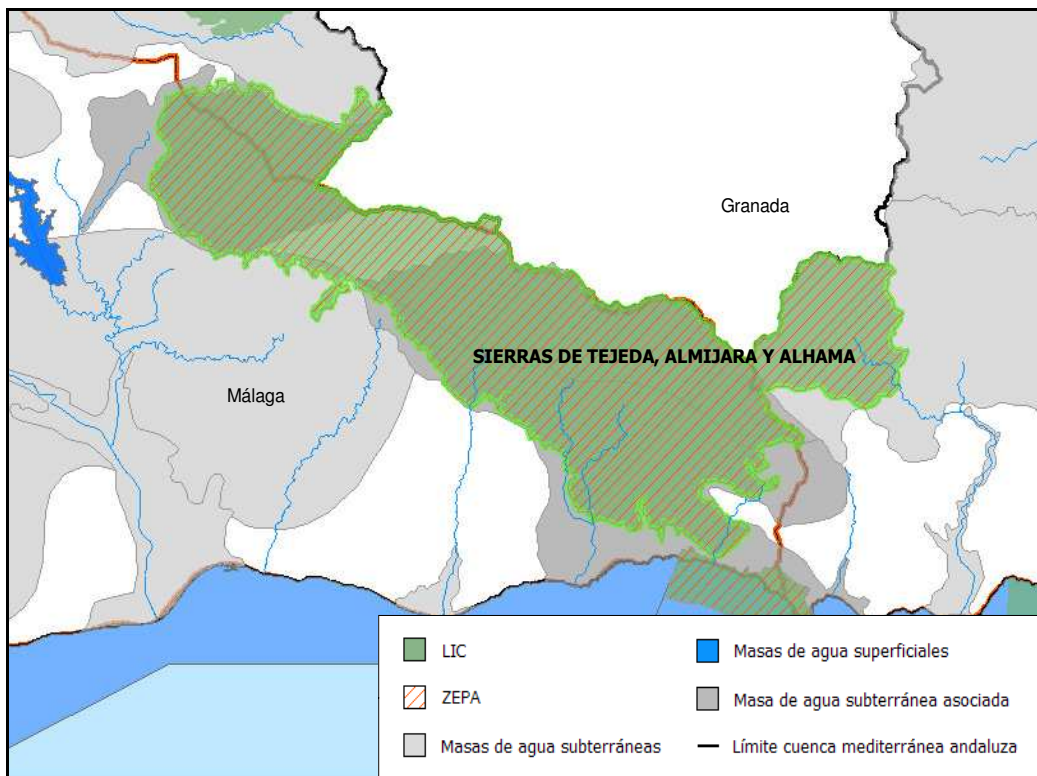 Granada
SIERRAS DE TEJEDA, ALMIJARA Y ALHAMA
Málaga
LIC
ZEPA
Masas de agua subterráneas
Masas de agua superficiales
Masa de agua subterránea asociada
Límite cuenca mediterránea andaluza